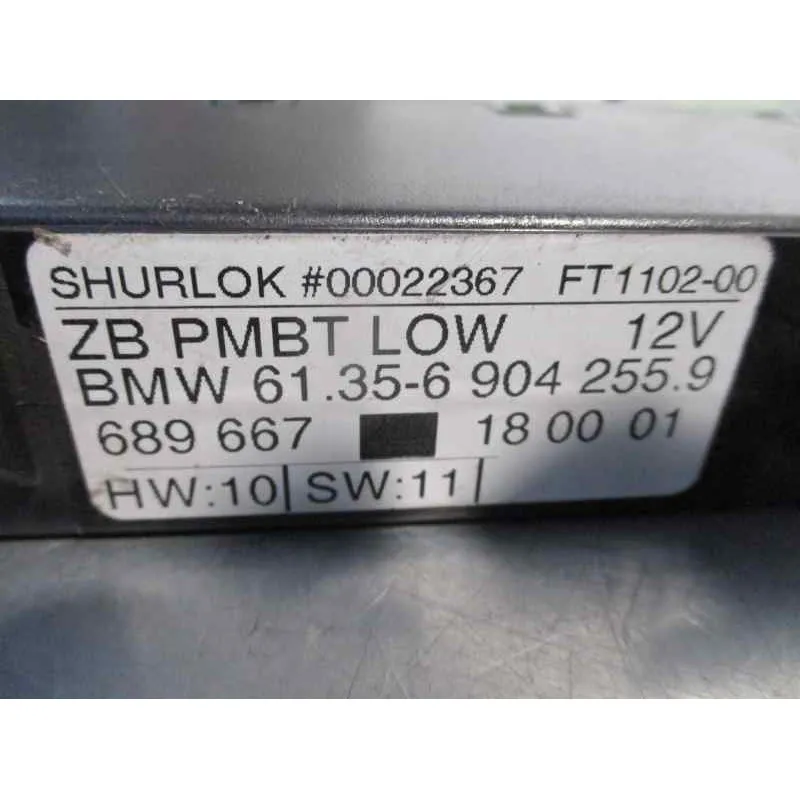 SHURLOK #00022367 FT1102-00
ZB PMBT LOW 12V
BMW 61.35-6 904 255.9
689 667 18 00 01
HW:10 SW:11